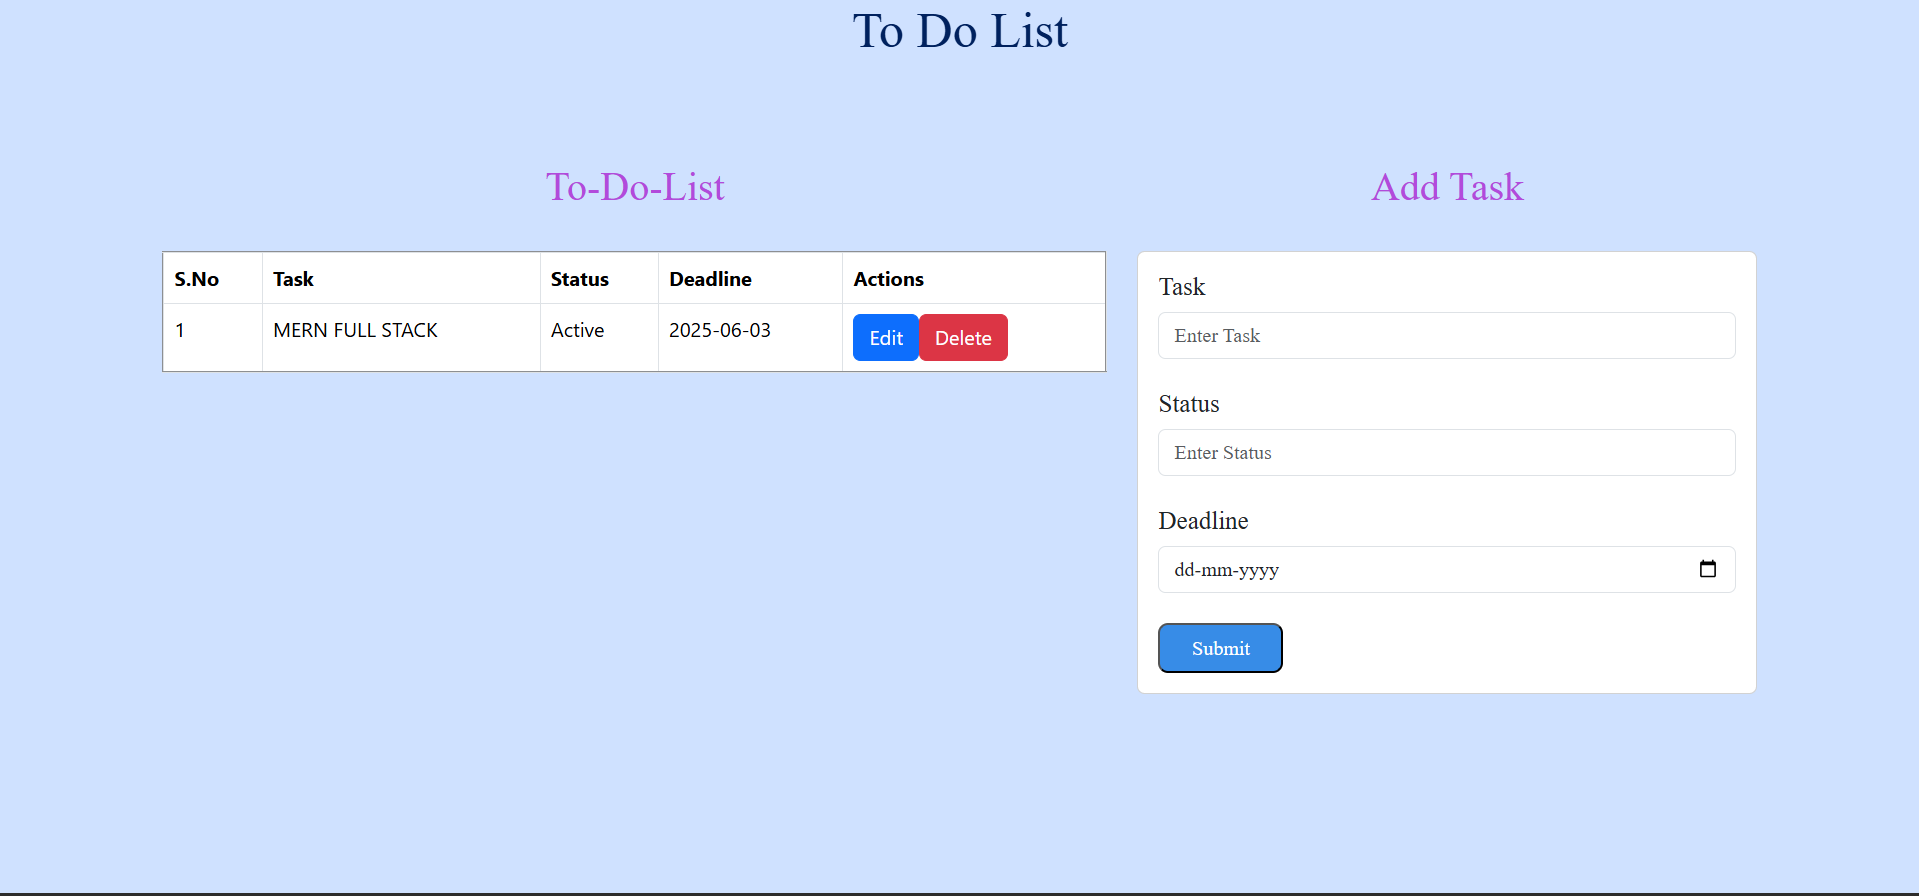 To Do List
To-Do-List
S.No Task Status Deadline Actions
1 MERN FULL STACK Active 2025-06-03 Edit Delete
Add Task
Task
Enter Task
Status
Enter Status
Deadline
dd-mm-yyyy
Submit